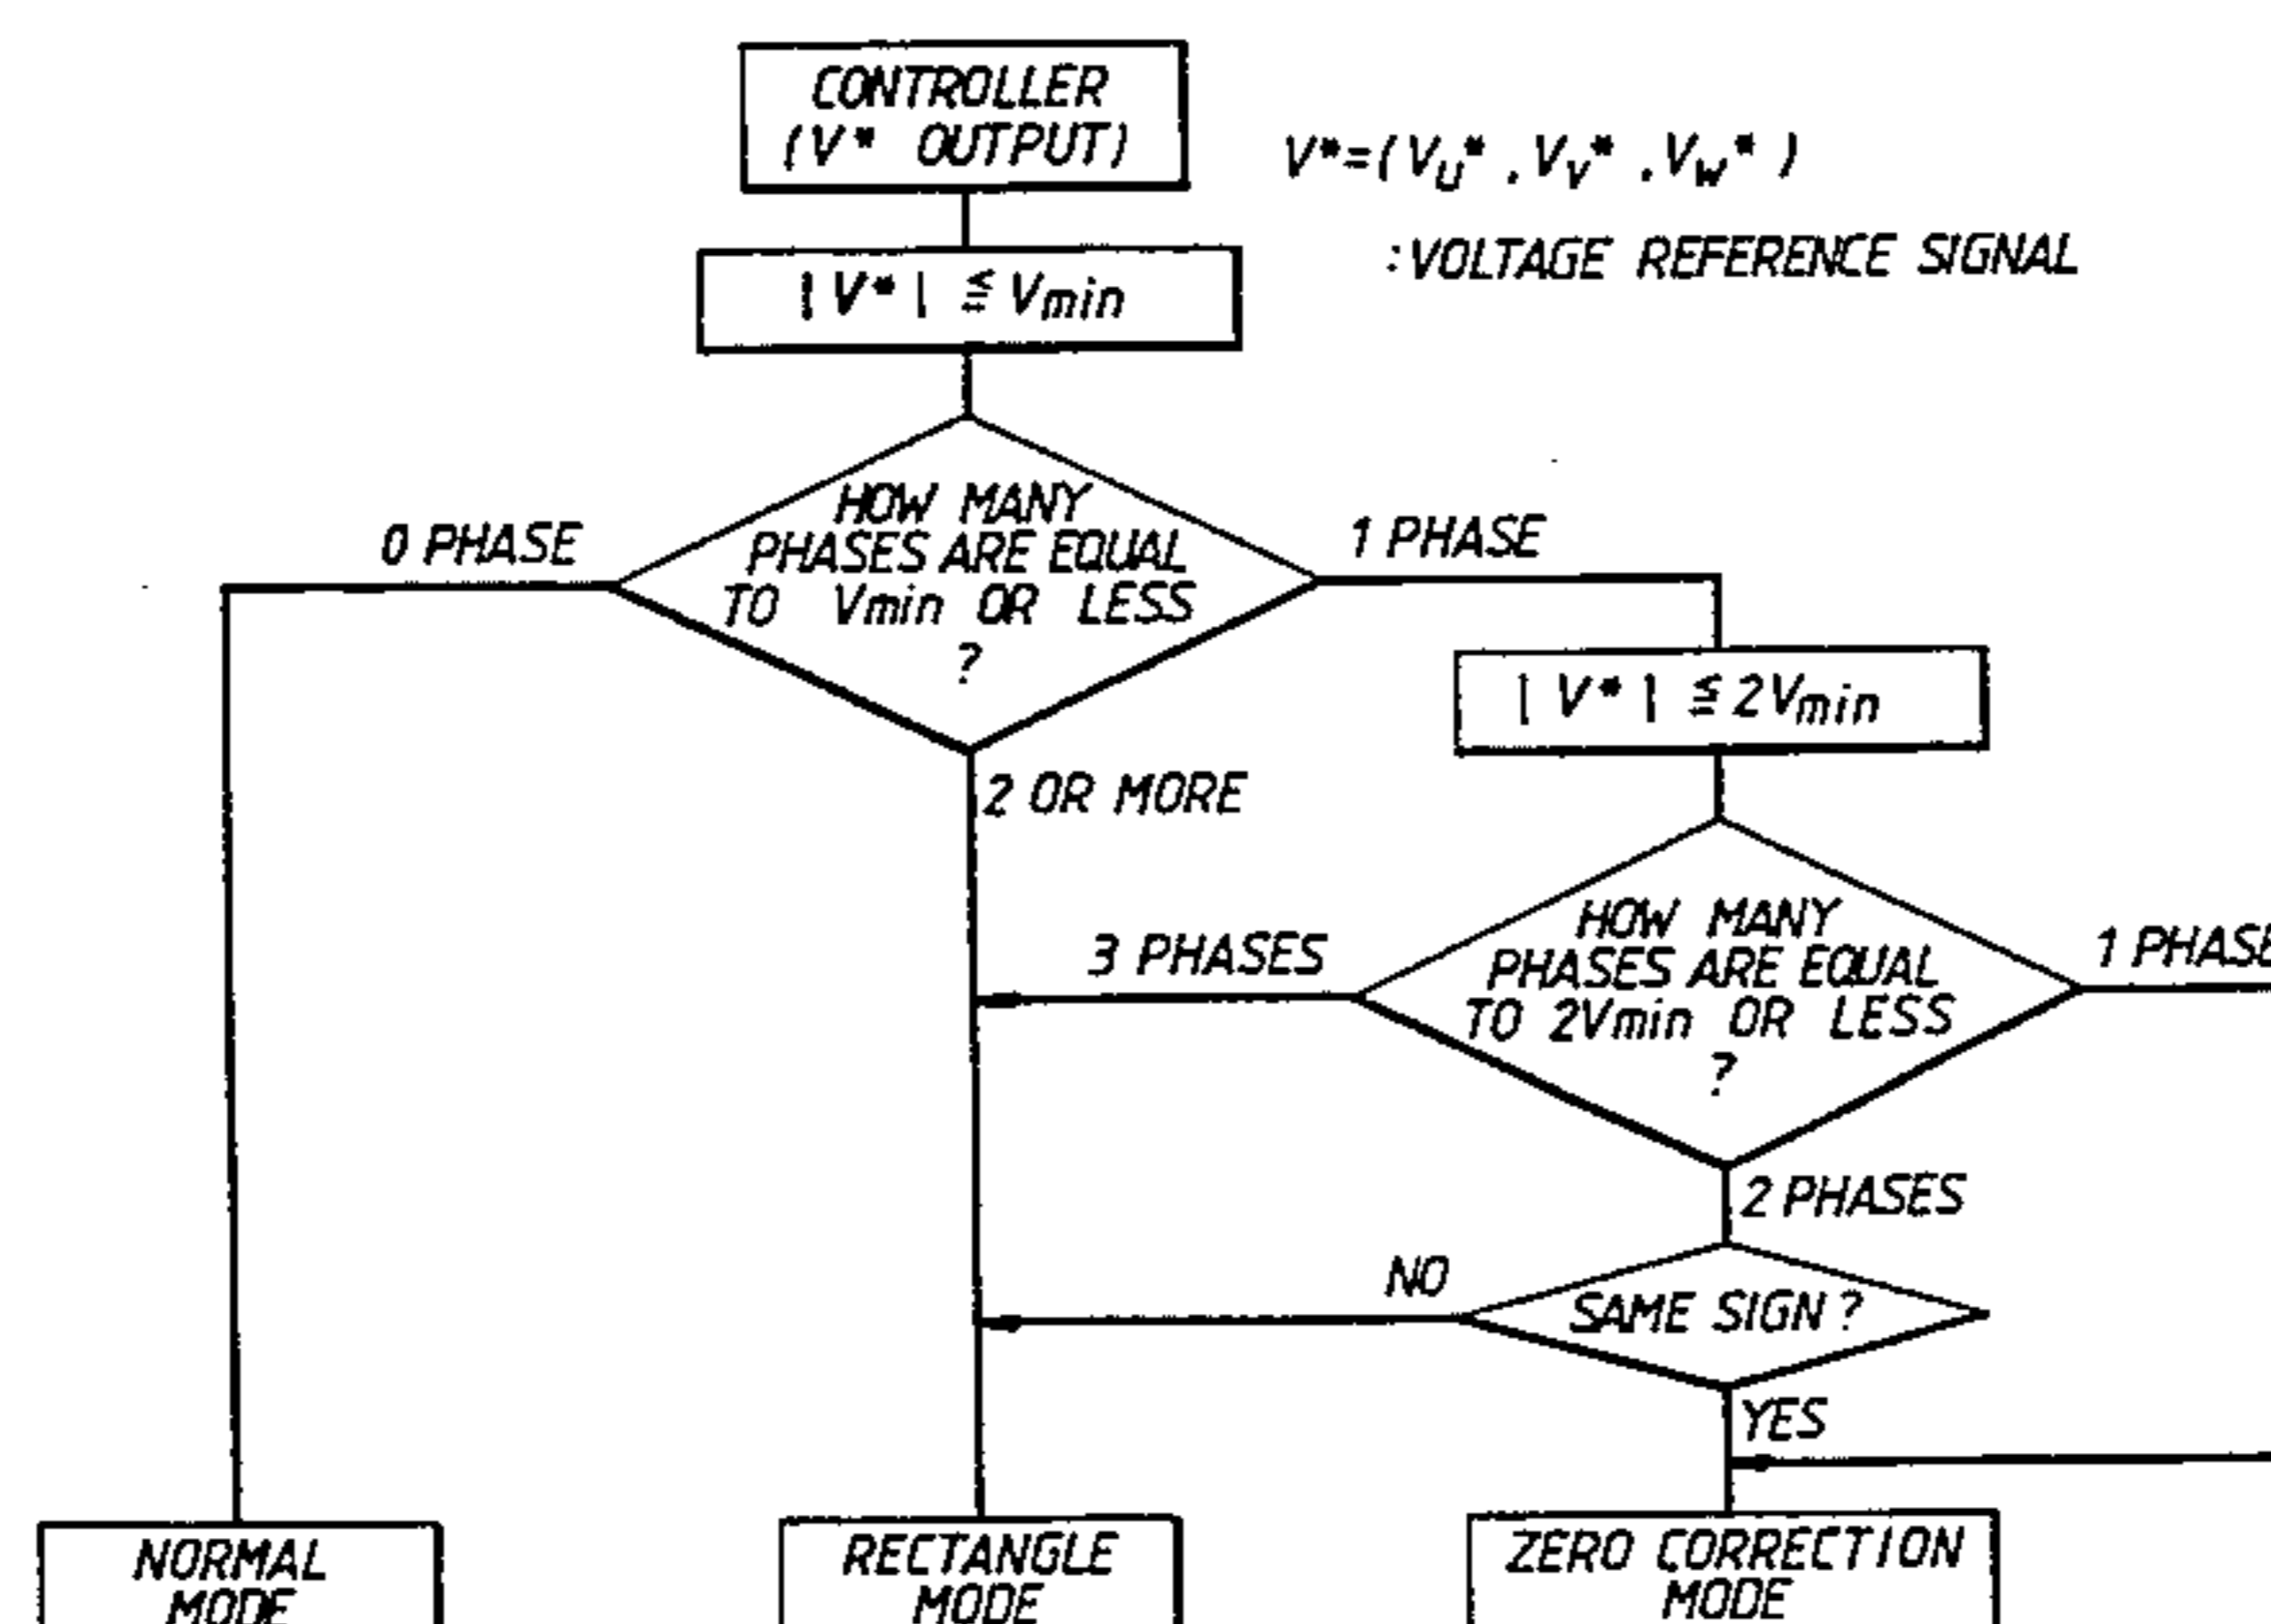 CONTROLLER
(V* OUTPUT)
V*=(VU*, VV*, VW*)
:VOLTAGE REFERENCE SIGNAL
|V*| ≦ Vmin
HOW MANY
PHASES ARE EQUAL
TO Vmin OR LESS
?
0 PHASE
1 PHASE
2 OR MORE
|V*| ≦ 2Vmin
HOW MANY
PHASES ARE EQUAL
TO 2Vmin OR LESS
?
3 PHASES
1 PHASE
2 PHASES
SAME SIGN?
NO
YES
NORMAL
MODE
RECTANGLE
MODE
ZERO CORRECTION
MODE